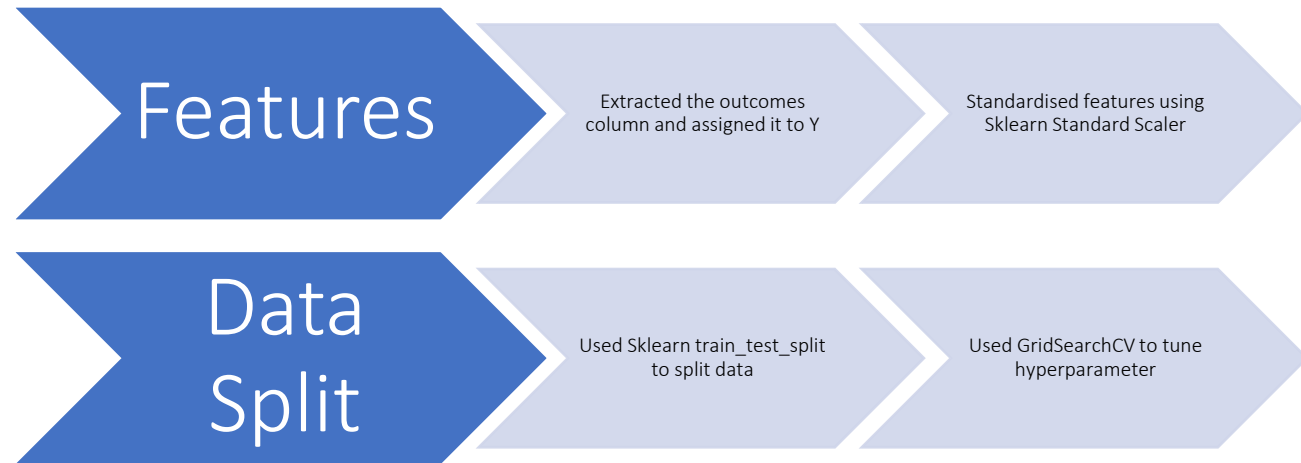 Features
Extracted the outcomes
column and assigned it to Y
Standardised features using
Sklearn Standard Scaler
Data
Split
Used Sklearn train_test_split
to split data
Used GridSearchCV to tune
hyperparameter